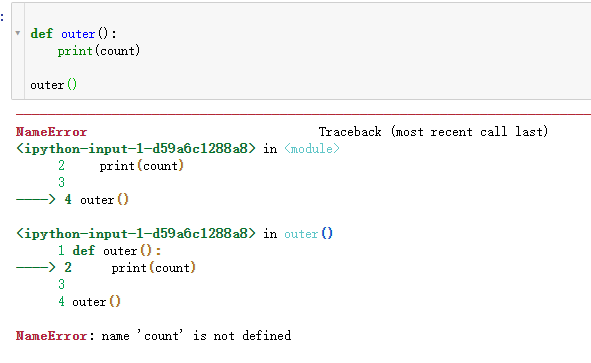 :
def outer():
    print(count)
outer()
NameError                                 Traceback (most recent call last)
<ipython-input-1-d59a6c1288a8> in <module>
      2     print(count)
      3
----> 4 outer()
<ipython-input-1-d59a6c1288a8> in outer()
      1 def outer():
----> 2     print(count)
      3
      4 outer()
NameError: name 'count' is not defined